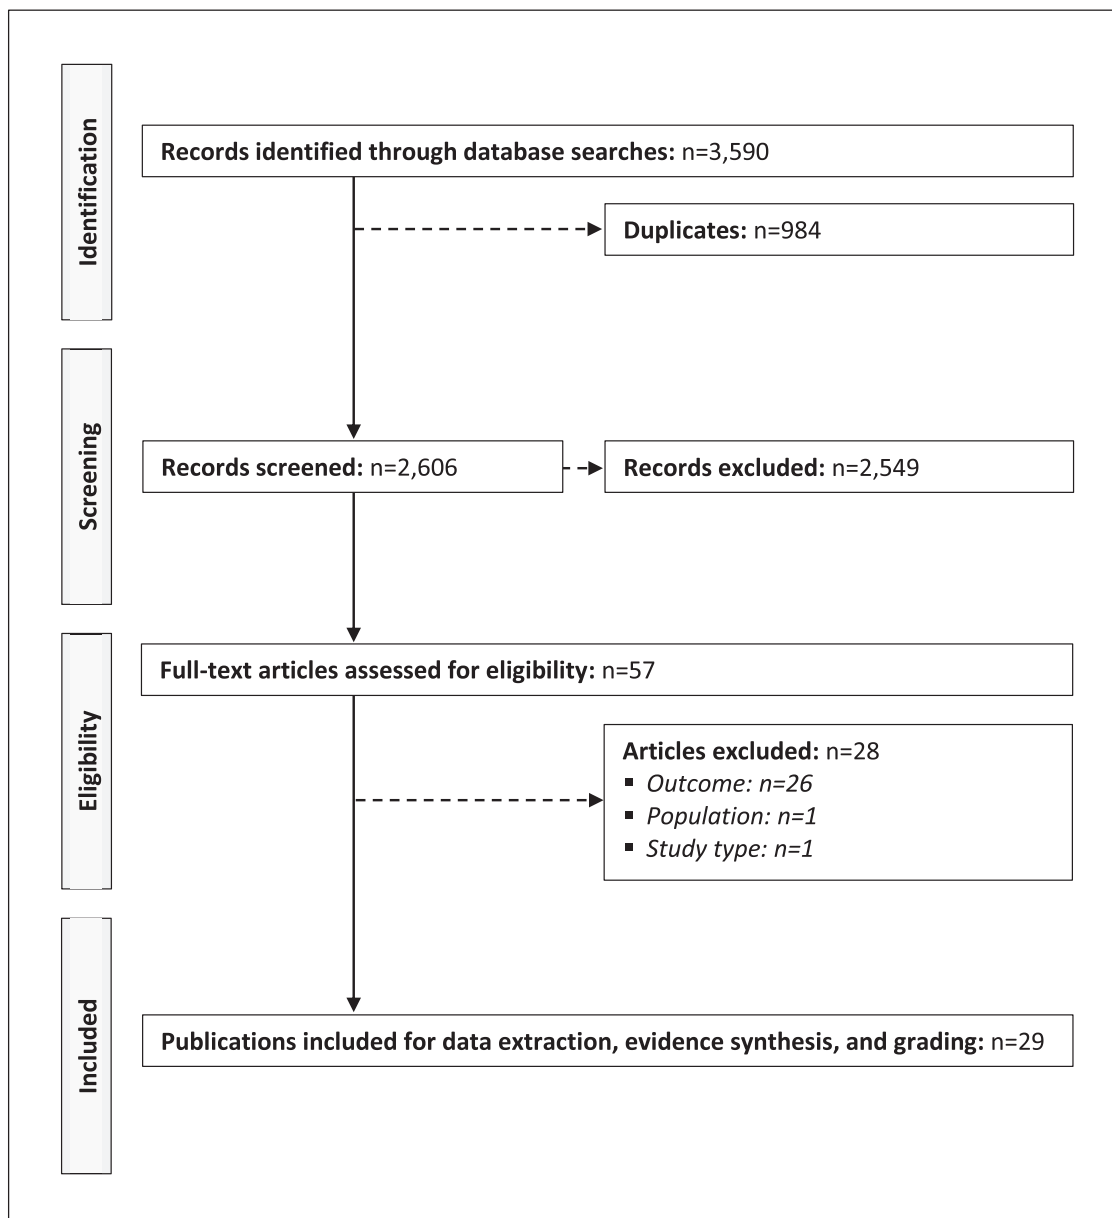 Identification
Records identified through database searches: n=3,590
Duplicates: n=984
Screening
Records screened: n=2,606
Records excluded: n=2,549
Eligibility
Full-text articles assessed for eligibility: n=57
Articles excluded: n=28
▪ Outcome: n=26
▪ Population: n=1
▪ Study type: n=1
Included
Publications included for data extraction, evidence synthesis, and grading: n=29